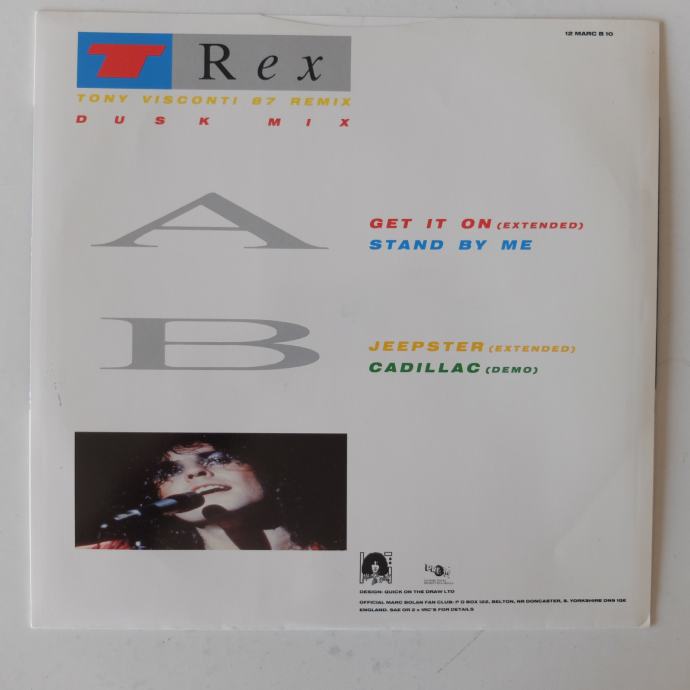 12 MARC B 10
T Rex
TONY VISCONTI 87 REMIX
DUSK MIX
A
GET IT ON (EXTENDED)
STAND BY ME
B
JEEPSTER (EXTENDED)
CADILLAC (DEMO)
DESIGN: QUICK ON THE DRAW LTD
OFFICIAL MARC BOLAN FAN CLUB: P O BOX 122, BELTON, NR DONCASTER, S. YORKSHIRE DN9 1QE
ENGLAND. SAE OR 2 x IRC'S FOR DETAILS